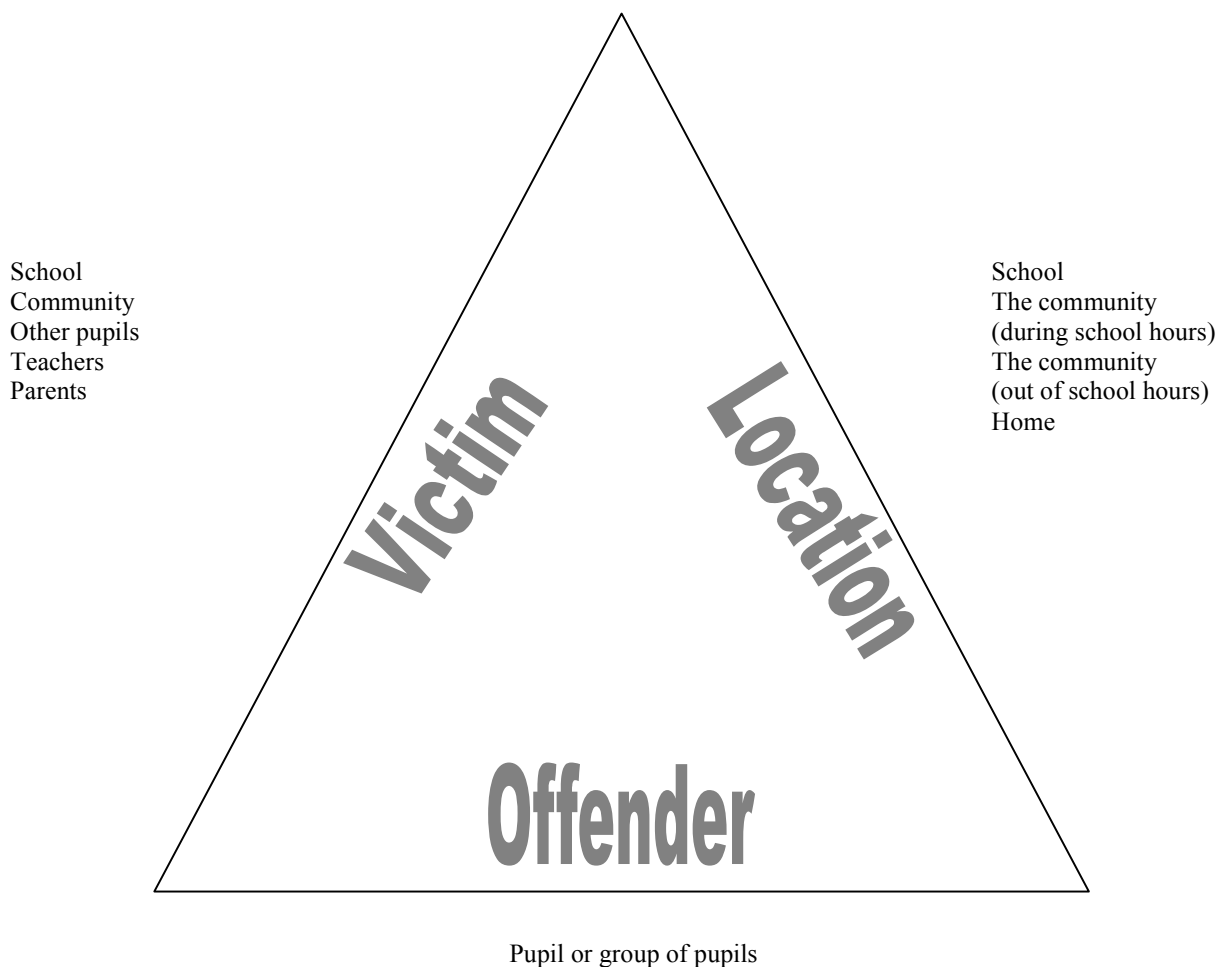 School
Community
Other pupils
Teachers
Parents
School
The community
(during school hours)
The community
(out of school hours)
Home
Victim
Location
Offender
Pupil or group of pupils